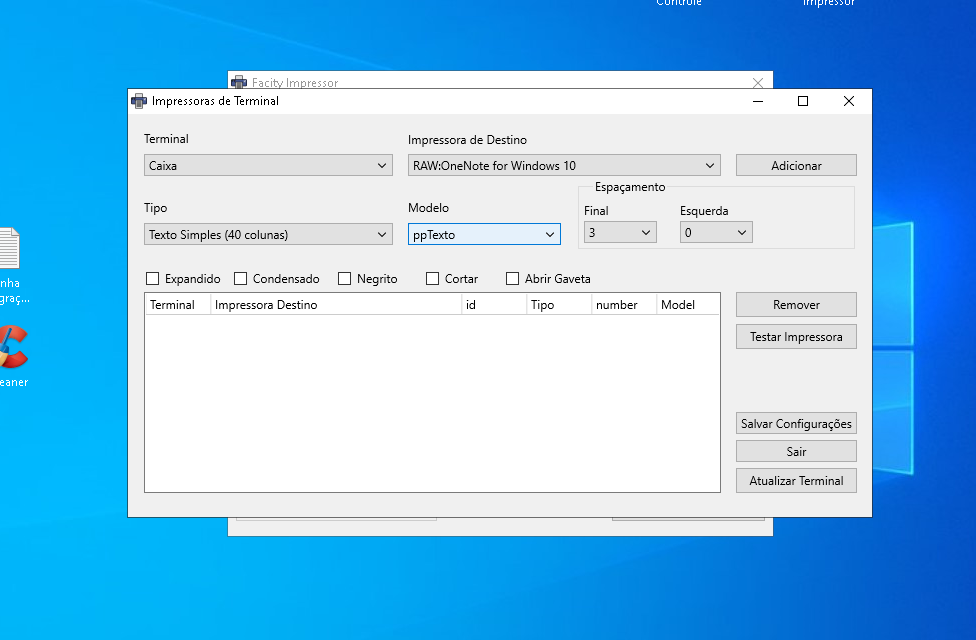 Controle
Impressor
Facity Impressor
Impressoras de Terminal
Terminal
Impressora de Destino
Caixa
RAW:OneNote for Windows 10
Adicionar
Espaçamento
Tipo
Modelo
Final
Esquerda
Texto Simples (40 colunas)
ppTexto
3
0
Expandido
Condensado
Negrito
Cortar
Abrir Gaveta
Terminal
Impressora Destino
id
Tipo
number
Model
Remover
Testar Impressora
nha
graç...
eaner
Salvar Configurações
Sair
Atualizar Terminal